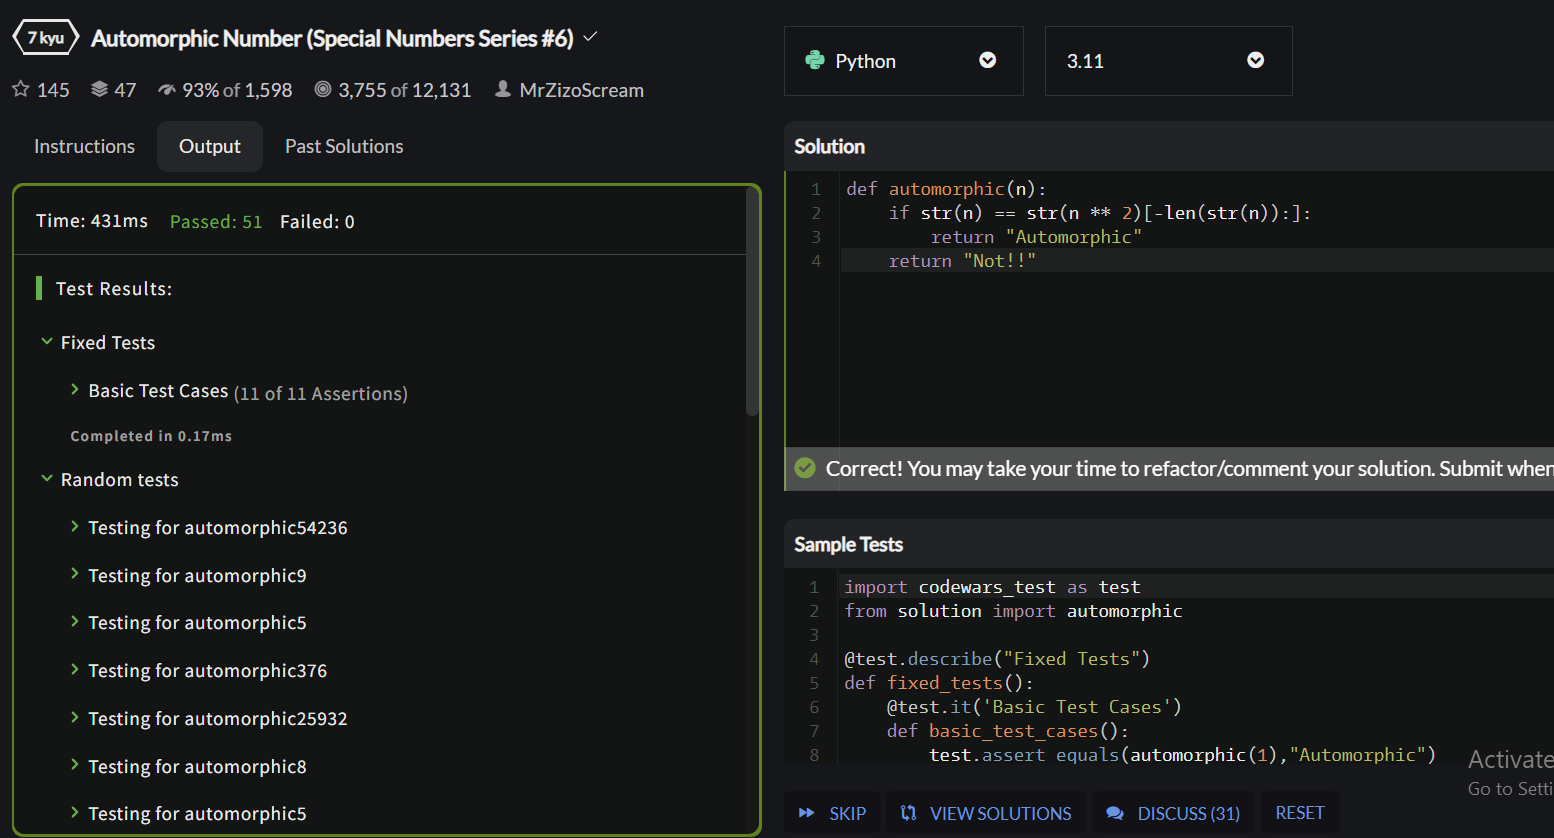 7 kyu Automorphic Number (Special Numbers Series #6)
145 47 93% of 1,598 3,755 of 12,131 MrZizoScream
Instructions Output Past Solutions
Time: 431ms Passed: 51 Failed: 0
Test Results:
Fixed Tests
Basic Test Cases (11 of 11 Assertions)
Completed in 0.17ms
Random tests
Testing for automorphic54236
Testing for automorphic9
Testing for automorphic5
Testing for automorphic376
Testing for automorphic25932
Testing for automorphic8
Testing for automorphic5
Python 3.11
Solution
1 def automorphic(n):
2 if str(n) == str(n ** 2)[-len(str(n)):]:
3 return "Automorphic"
4 return "Not!!"
Correct! You may take your time to refactor/comment your solution. Submit when
Sample Tests
1 import codewars_test as test
2 from solution import automorphic
3
4 @test.describe("Fixed Tests")
5 def fixed_tests():
6 @test.it('Basic Test Cases')
7 def basic_test_cases():
8 test.assert_equals(automorphic(1),"Automorphic")
Activate
Go to Setti
SKIP VIEW SOLUTIONS DISCUSS (31) RESET